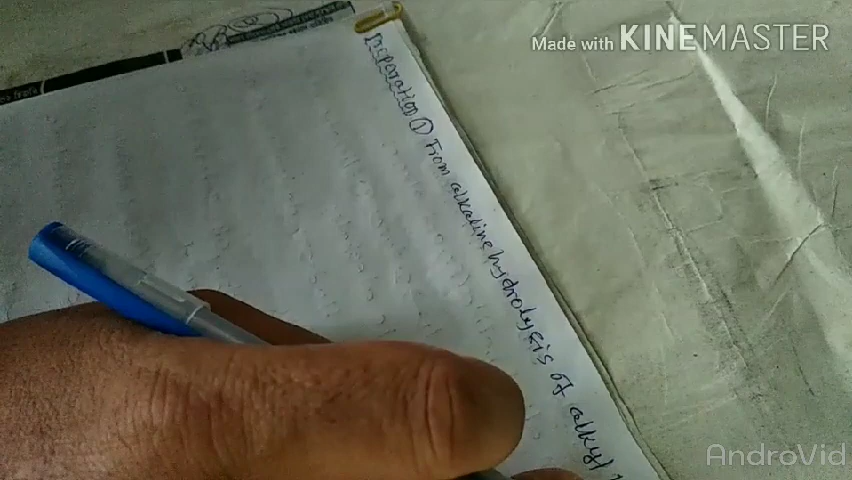 Made with KINEMASTER
Preparation ① From alkaline hydrolysis of alkyl
AndroVid